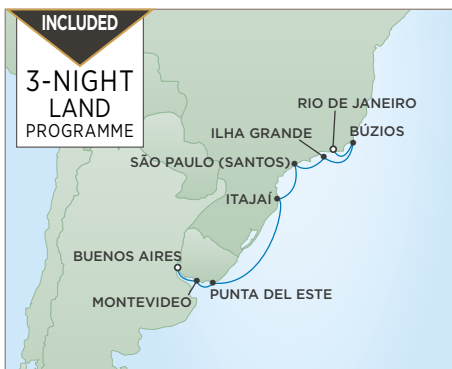 INCLUDED
3-NIGHT
LAND
PROGRAMME
RIO DE JANEIRO
ILHA GRANDE
BÚZIOS
SÃO PAULO (SANTOS)
ITAJAÍ
BUENOS AIRES
MONTEVIDEO
PUNTA DEL ESTE